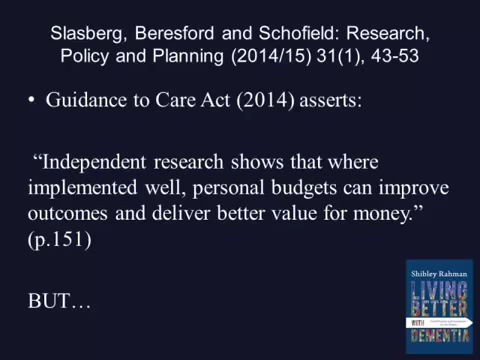 Slasberg, Beresford and Schofield: Research,
Policy and Planning (2014/15) 31(1), 43-53
• Guidance to Care Act (2014) asserts:
“Independent research shows that where
implemented well, personal budgets can improve
outcomes and deliver better value for money.”
(p.151)
BUT…
Shibley Rahman
LIVING
BETTER
WITH
DEMENTIA